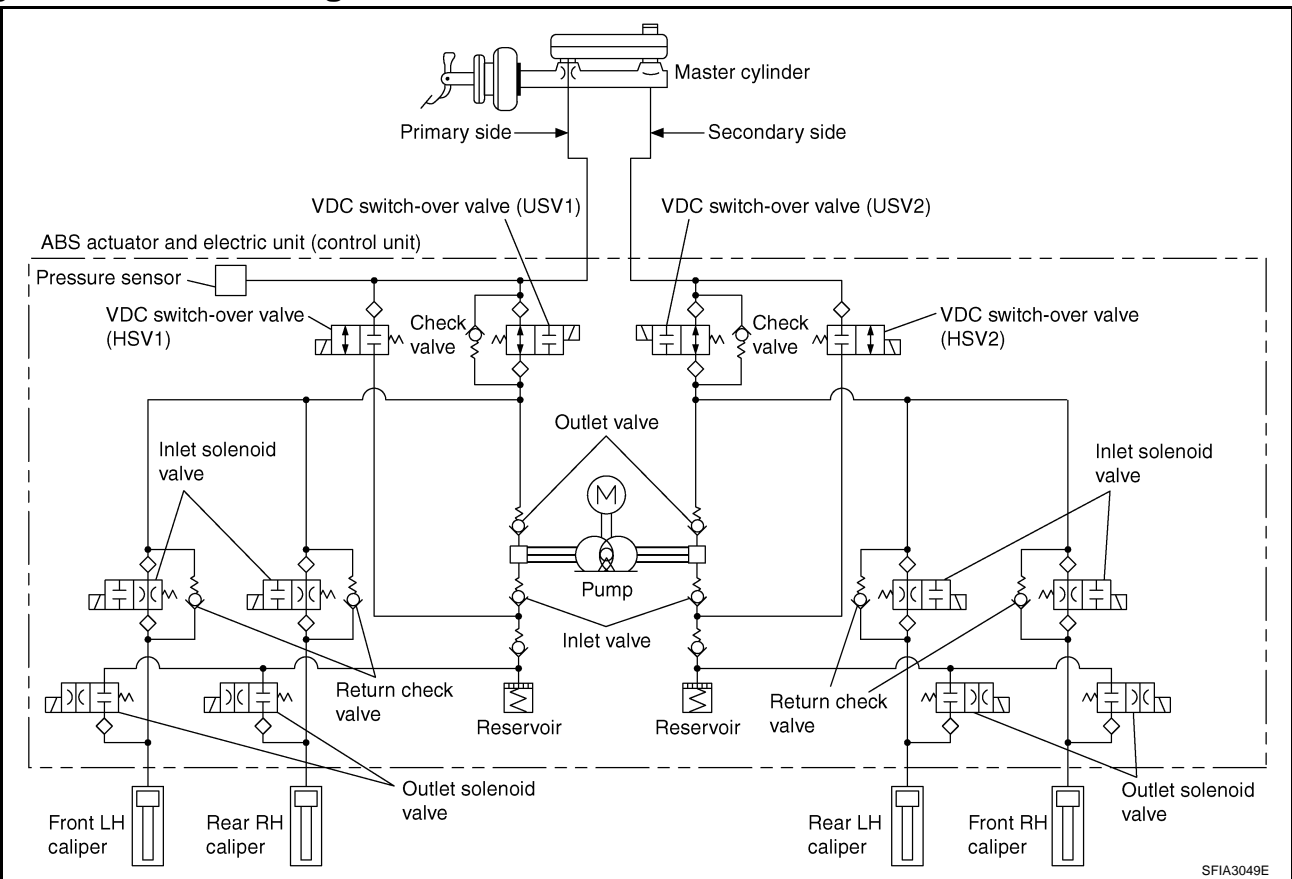 Master cylinder
Primary side
Secondary side
VDC switch-over valve (USV1)
VDC switch-over valve (USV2)
ABS actuator and electric unit (control unit)
Pressure sensor
VDC switch-over valve
(HSV1)
Check
valve
Check
valve
VDC switch-over valve
(HSV2)
Outlet valve
Inlet solenoid
valve
Inlet solenoid
valve
M
Pump
Inlet valve
Return check
valve
Reservoir
Reservoir
Return check
valve
Outlet solenoid
valve
Outlet solenoid
valve
Front LH
caliper
Rear RH
caliper
Rear LH
caliper
Front RH
caliper
SFIA3049E